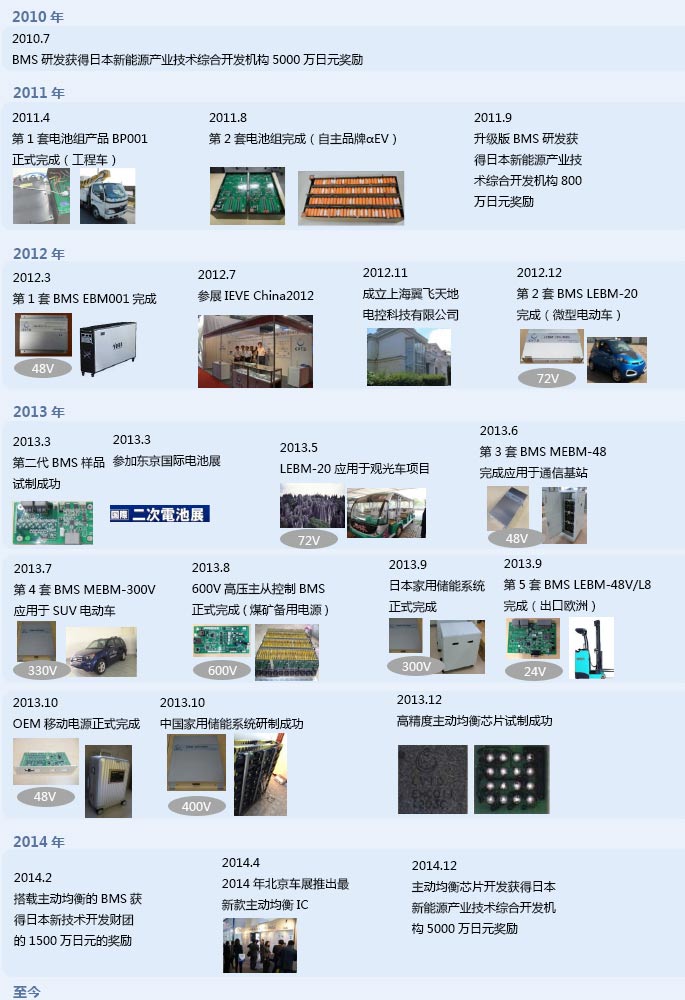 2010 年
2010.7
BMS 研发获得日本新能源产业技术综合开发机构 5000 万日元奖励
2011 年
2011.4
第 1 套电池组产品 BP001
正式完成（工程车）
2011.8
第 2 套电池组完成（自主品牌αEV）
2011.9
升级版 BMS 研发获
得日本新能源产业技
术综合开发机构 800
万日元奖励
2012 年
2012.3
第 1 套 BMS EBM001 完成
48V
2012.7
参展 IEVE China2012
2012.11
成立上海翼飞天地
电控科技有限公司
2012.12
第 2 套 BMS LEBM-20
完成（微型电动车）
72V
2013 年
2013.3
第二代 BMS 样品
试制成功
2013.3
参加东京国际电池展
国際 二次電池展
2013.5
LEBM-20 应用于观光车项目
72V
2013.6
第 3 套 BMS MEBM-48
完成应用于通信基站
48V
2013.7
第 4 套 BMS MEBM-300V
应用于 SUV 电动车
330V
2013.8
600V 高压主从控制 BMS
正式完成（煤矿备用电源）
600V
2013.9
日本家用储能系统
正式完成
300V
2013.9
第 5 套 BMS LEBM-48V/L8
完成（出口欧洲）
24V
2013.10
OEM 移动电源正式完成
48V
2013.10
中国家用储能系统研制成功
400V
2013.12
高精度主动均衡芯片试制成功
2014 年
2014.2
搭载主动均衡的 BMS 获
得日本新技术开发财团
的 1500 万日元的奖励
2014.4
2014 年北京车展推出最
新款主动均衡 IC
2014.12
主动均衡芯片开发获得日本
新能源产业技术综合开发机
构 5000 万日元奖励
至今